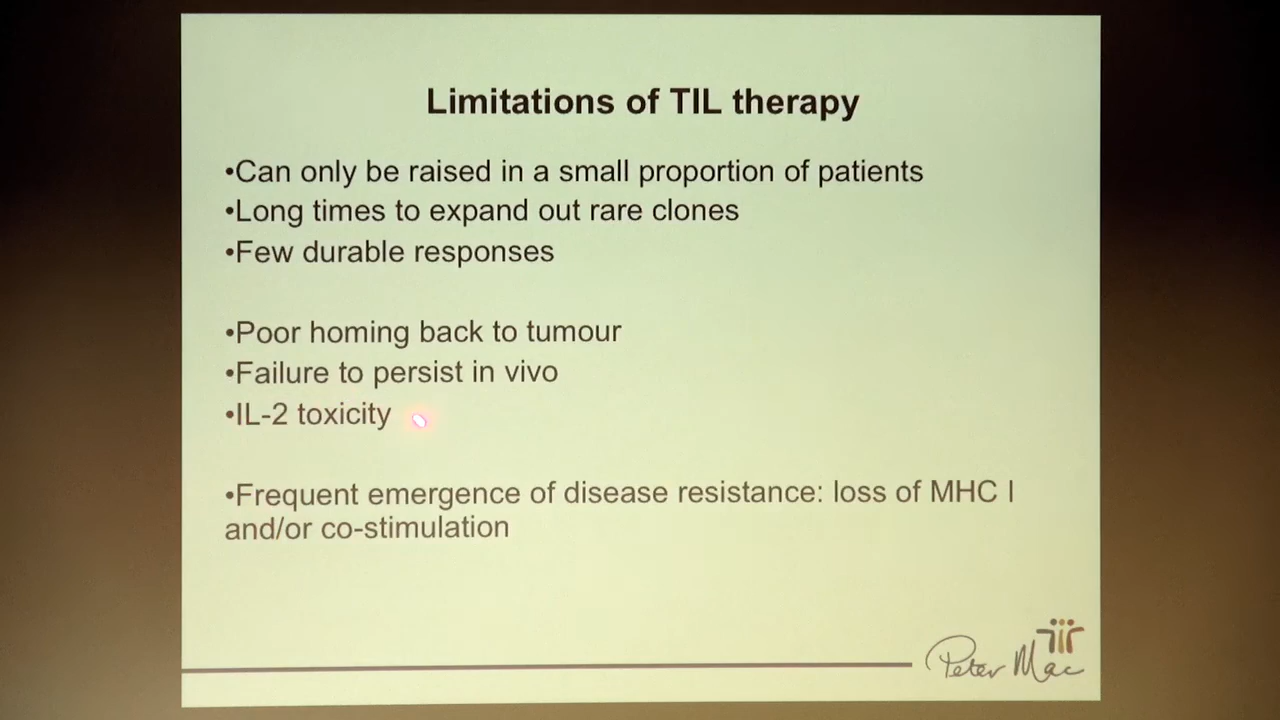 Limitations of TIL therapy
•Can only be raised in a small proportion of patients
•Long times to expand out rare clones
•Few durable responses
•Poor homing back to tumour
•Failure to persist in vivo
•IL-2 toxicity
•Frequent emergence of disease resistance: loss of MHC I
and/or co-stimulation
Peter Mac